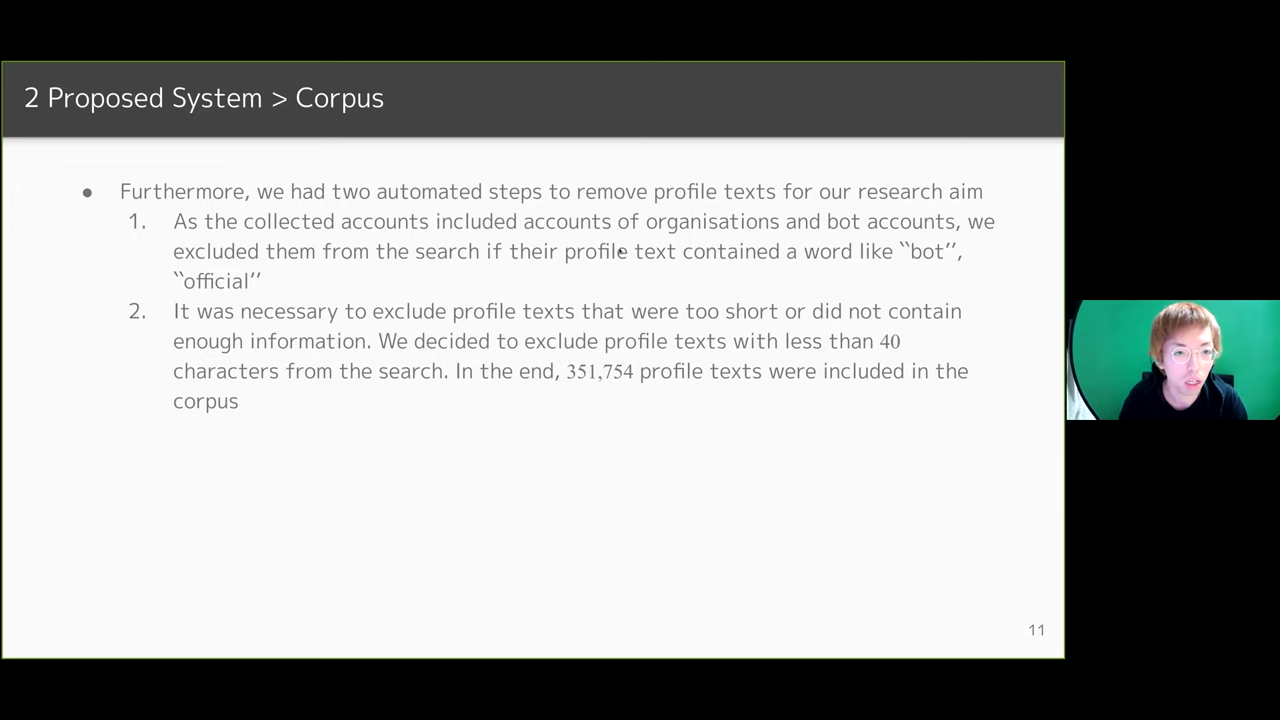 2 Proposed System > Corpus
● Furthermore, we had two automated steps to remove profile texts for our research aim
1. As the collected accounts included accounts of organisations and bot accounts, we
excluded them from the search if their profile text contained a word like ``bot’’,
``official’’
2. It was necessary to exclude profile texts that were too short or did not contain
enough information. We decided to exclude profile texts with less than 40
characters from the search. In the end, 351,754 profile texts were included in the
corpus
11